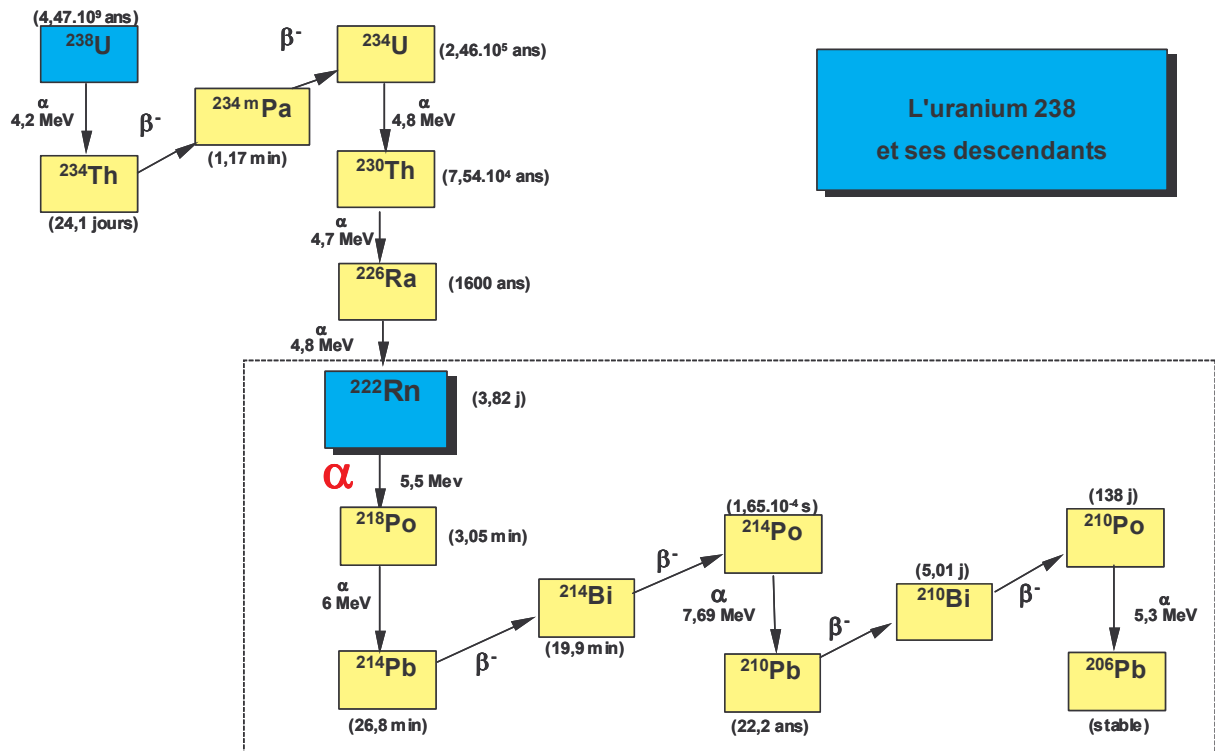 (4,47.10⁹ ans)
²³⁸U
α
4,2 MeV
²³⁴Th
(24,1 jours)
β⁻
²³⁴ ᵐPa
(1,17 min)
β⁻
²³⁴U
(2,46.10⁵ ans)
α
4,8 MeV
²³⁰Th
(7,54.10⁴ ans)
α
4,7 MeV
²²⁶Ra
(1600 ans)
α
4,8 MeV
L'uranium 238
et ses descendants
²²²Rn
(3,82 j)
α
5,5 Mev
²¹⁸Po
(3,05 min)
α
6 MeV
²¹⁴Pb
(26,8 min)
β⁻
²¹⁴Bi
(19,9 min)
β⁻
(1,65.10⁻⁴ s)
²¹⁴Po
α
7,69 MeV
²¹⁰Pb
(22,2 ans)
β⁻
(5,01 j)
²¹⁰Bi
β⁻
(138 j)
²¹⁰Po
α
5,3 MeV
²⁰⁶Pb
(stable)